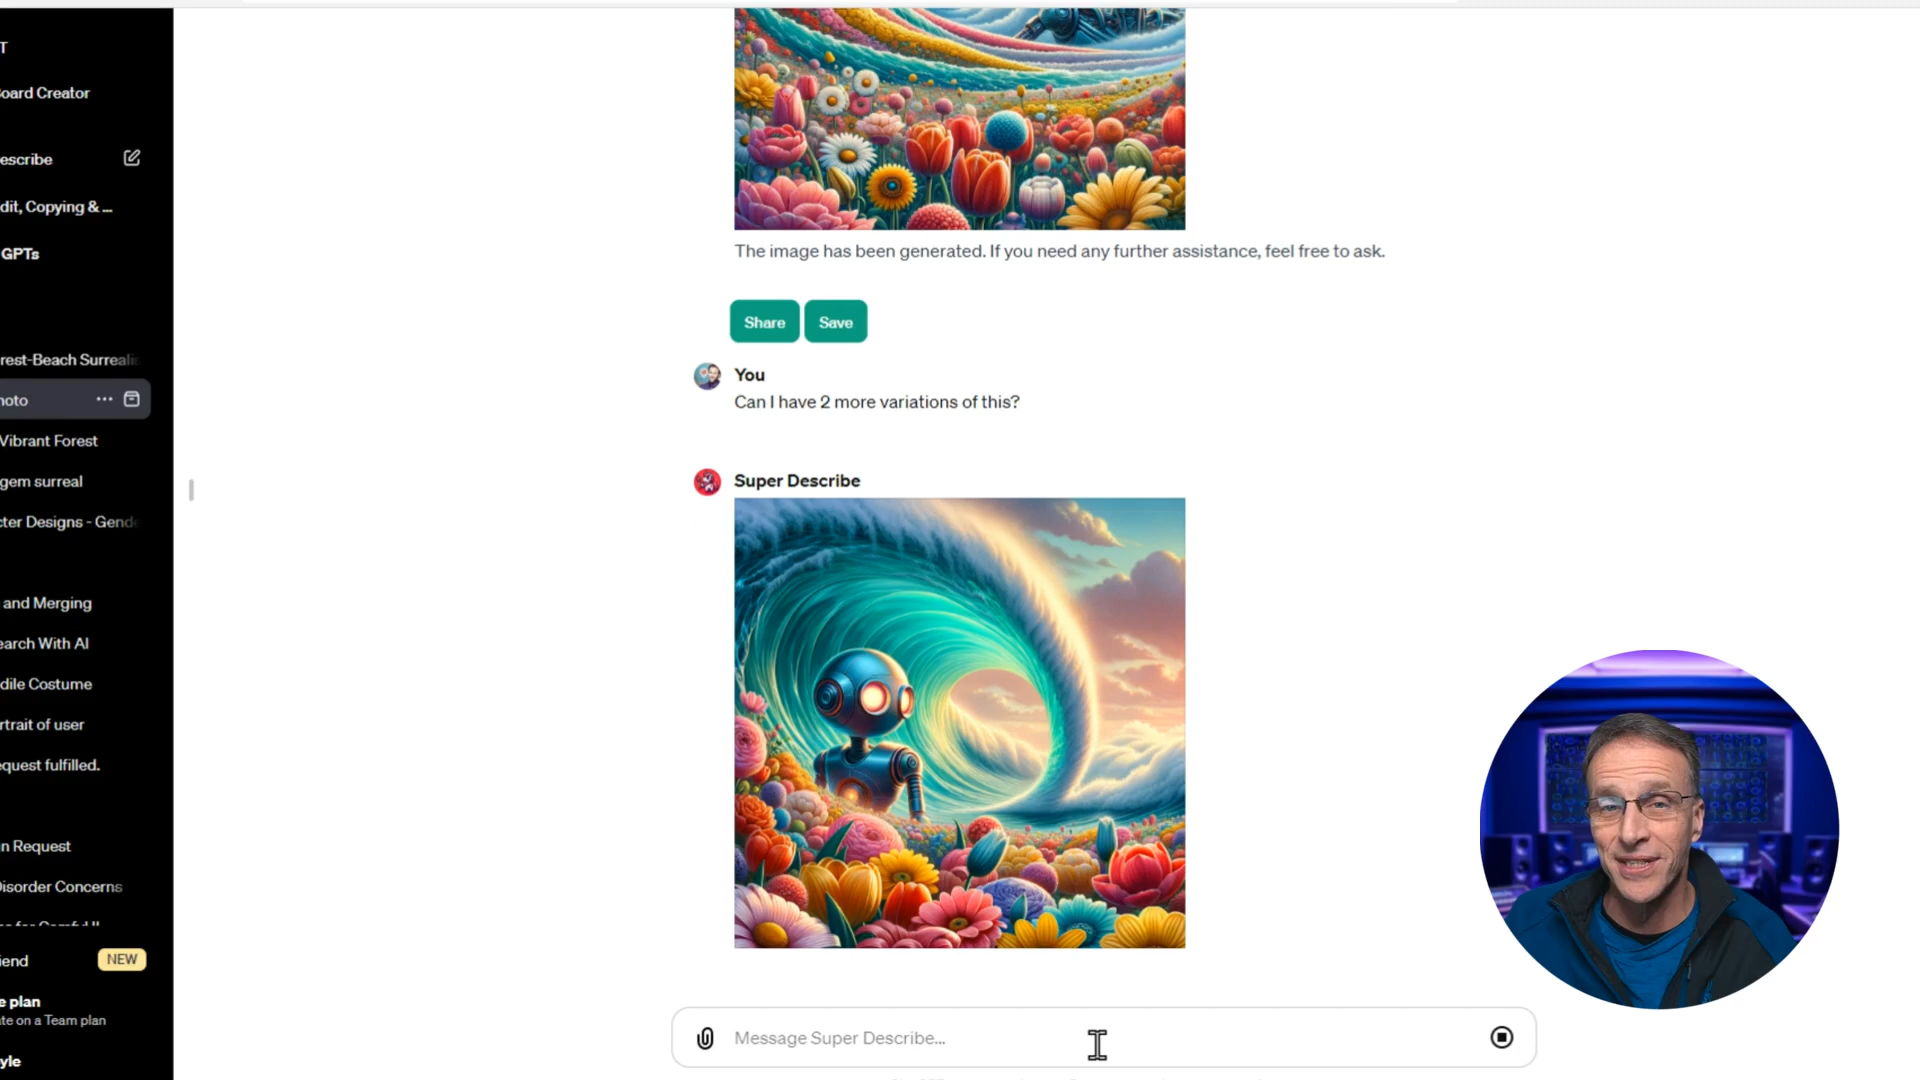 T
oard Creator
escribe
dit, Copying & ...
GPTs
rest-Beach Surreali
hoto
Vibrant Forest
gem surreal
cter Designs - Gend
and Merging
earch With AI
dile Costume
rtrait of user
equest fulfilled.
n Request
Disorder Concerns
iend
NEW
e plan
ate on a Team plan
yle
The image has been generated. If you need any further assistance, feel free to ask.
Share
Save
You
Can I have 2 more variations of this?
Super Describe
Message Super Describe...